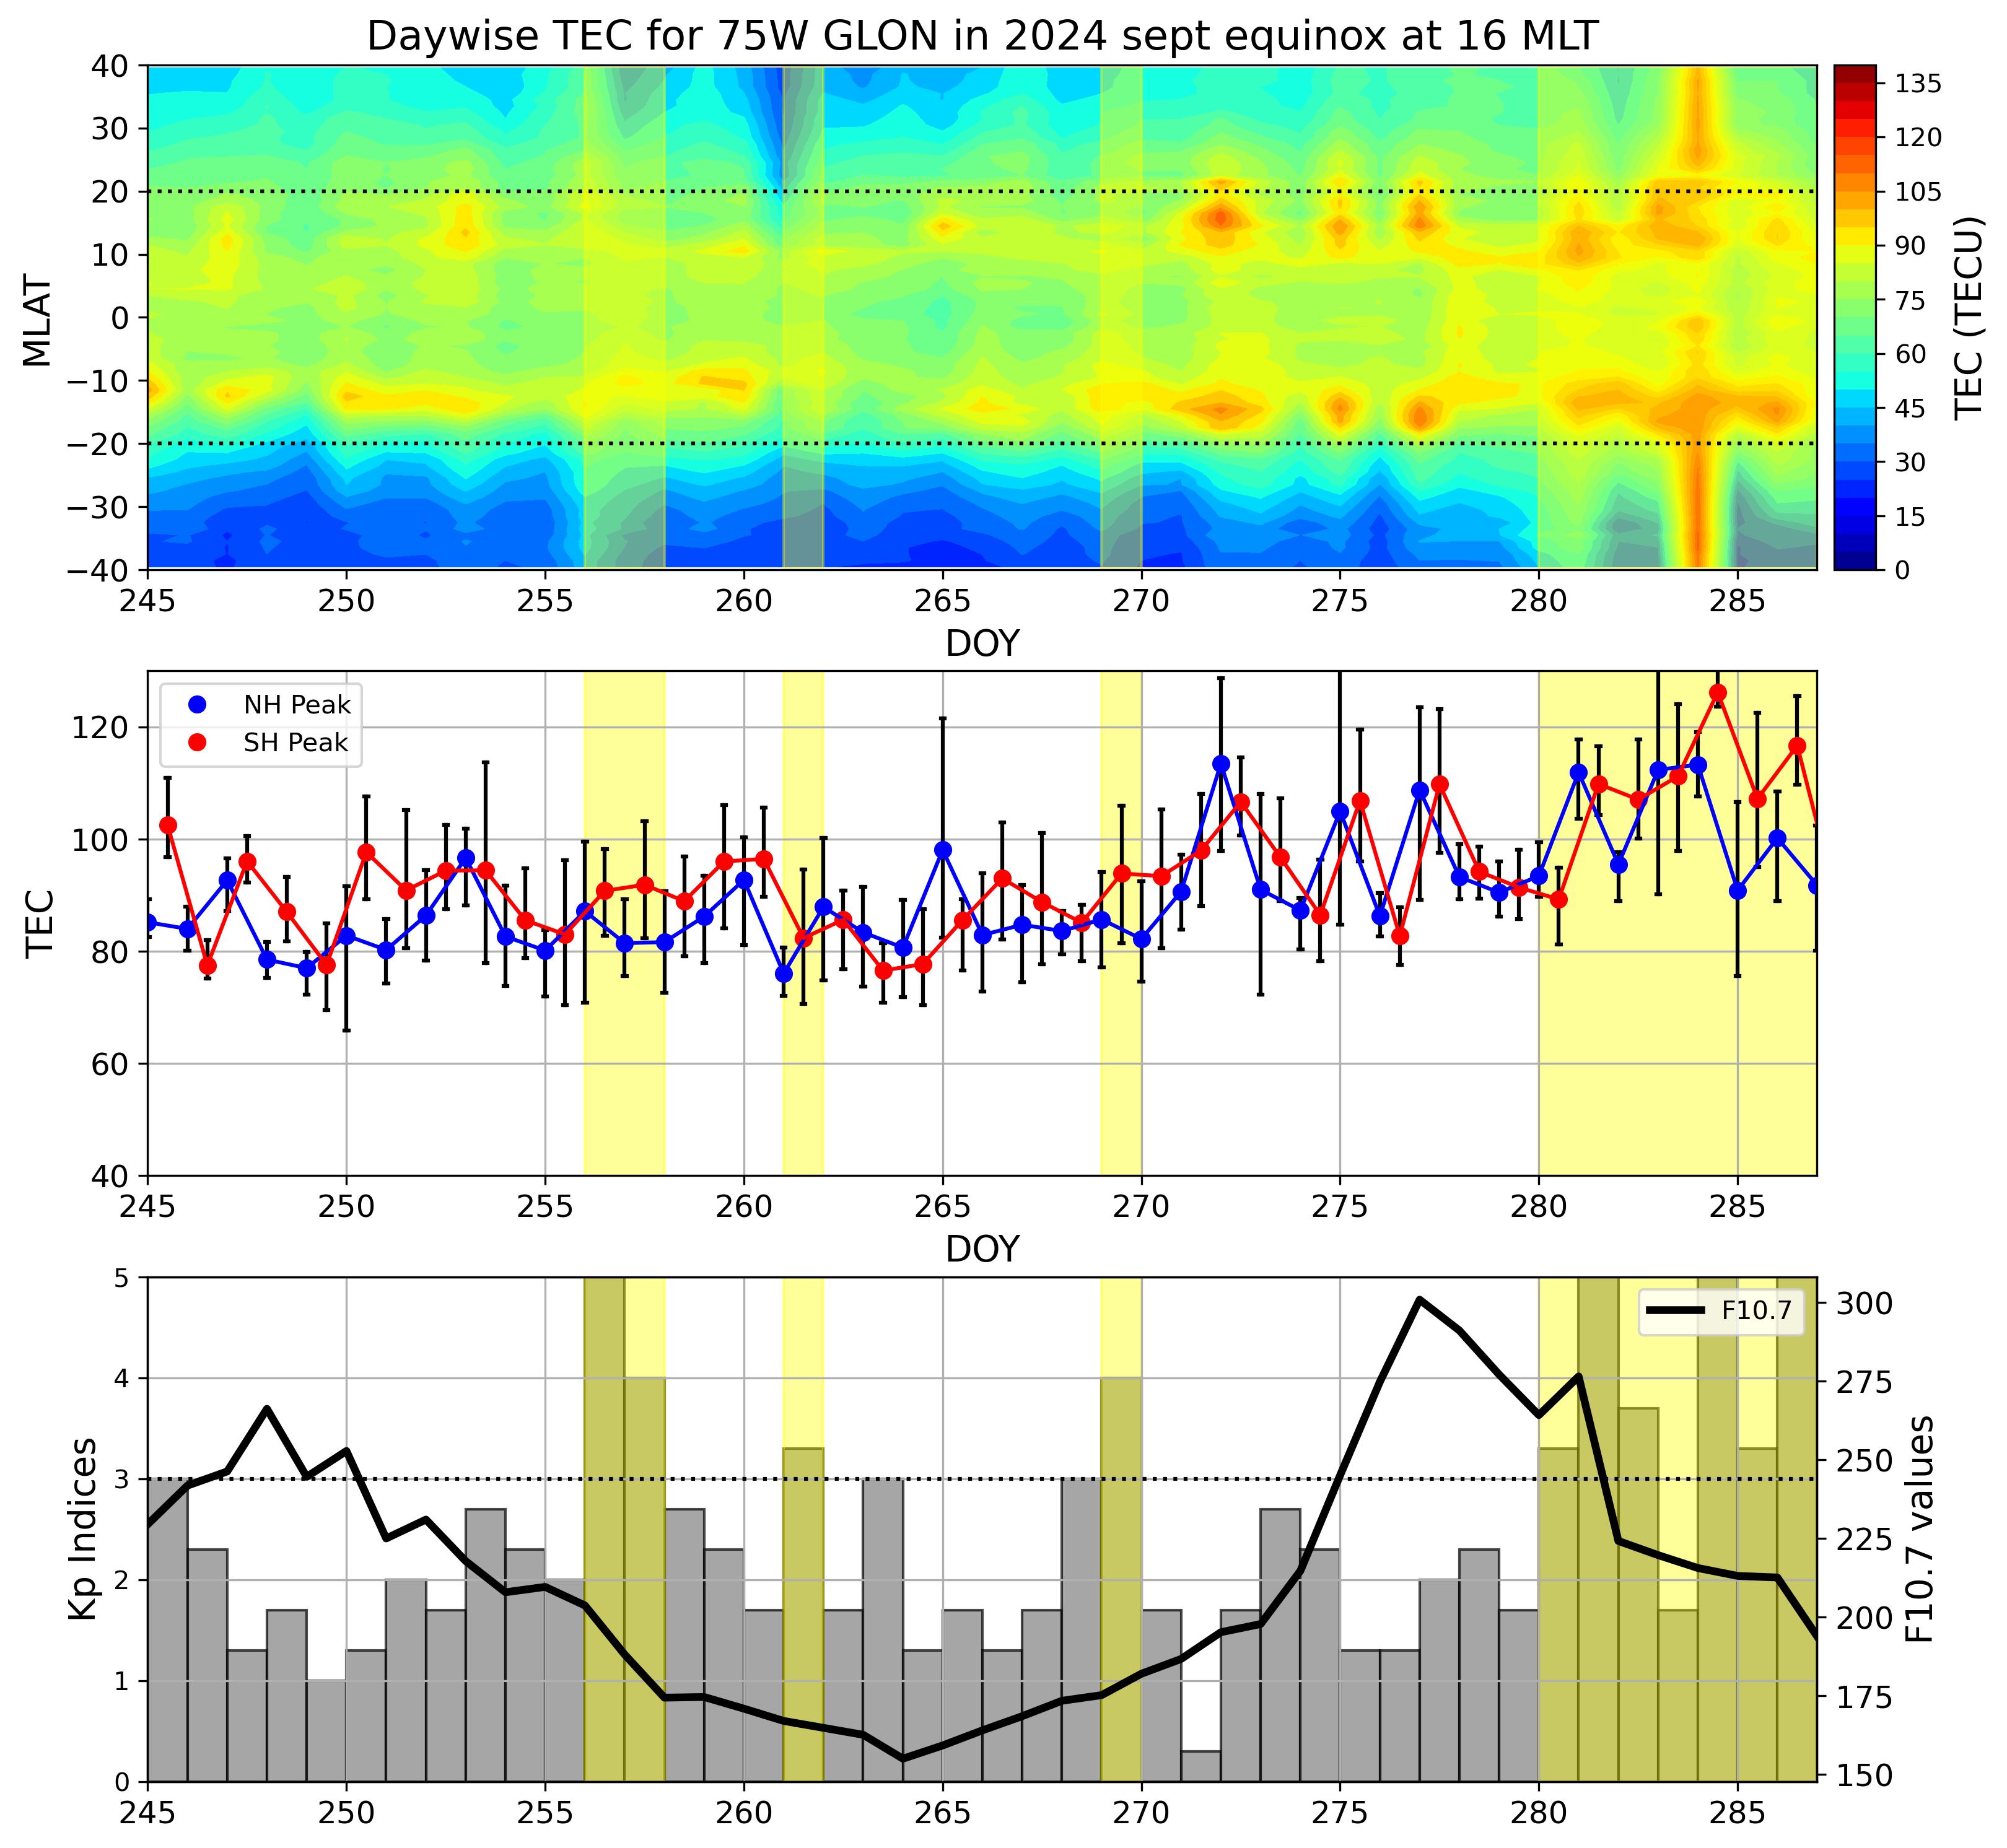 Daywise TEC for 75W GLON in 2024 sept equinox at 16 MLT
40
30
20
10
0
−10
−20
−30
−40
MLAT
245 250 255 260 265 270 275 280 285
DOY
135
120
105
90
75
60
45
30
15
0
TEC (TECU)
NH Peak
SH Peak
120
100
80
60
40
TEC
245 250 255 260 265 270 275 280 285
DOY
F10.7
5
4
3
2
1
0
Kp Indices
300
275
250
225
200
175
150
F10.7 values
245 250 255 260 265 270 275 280 285